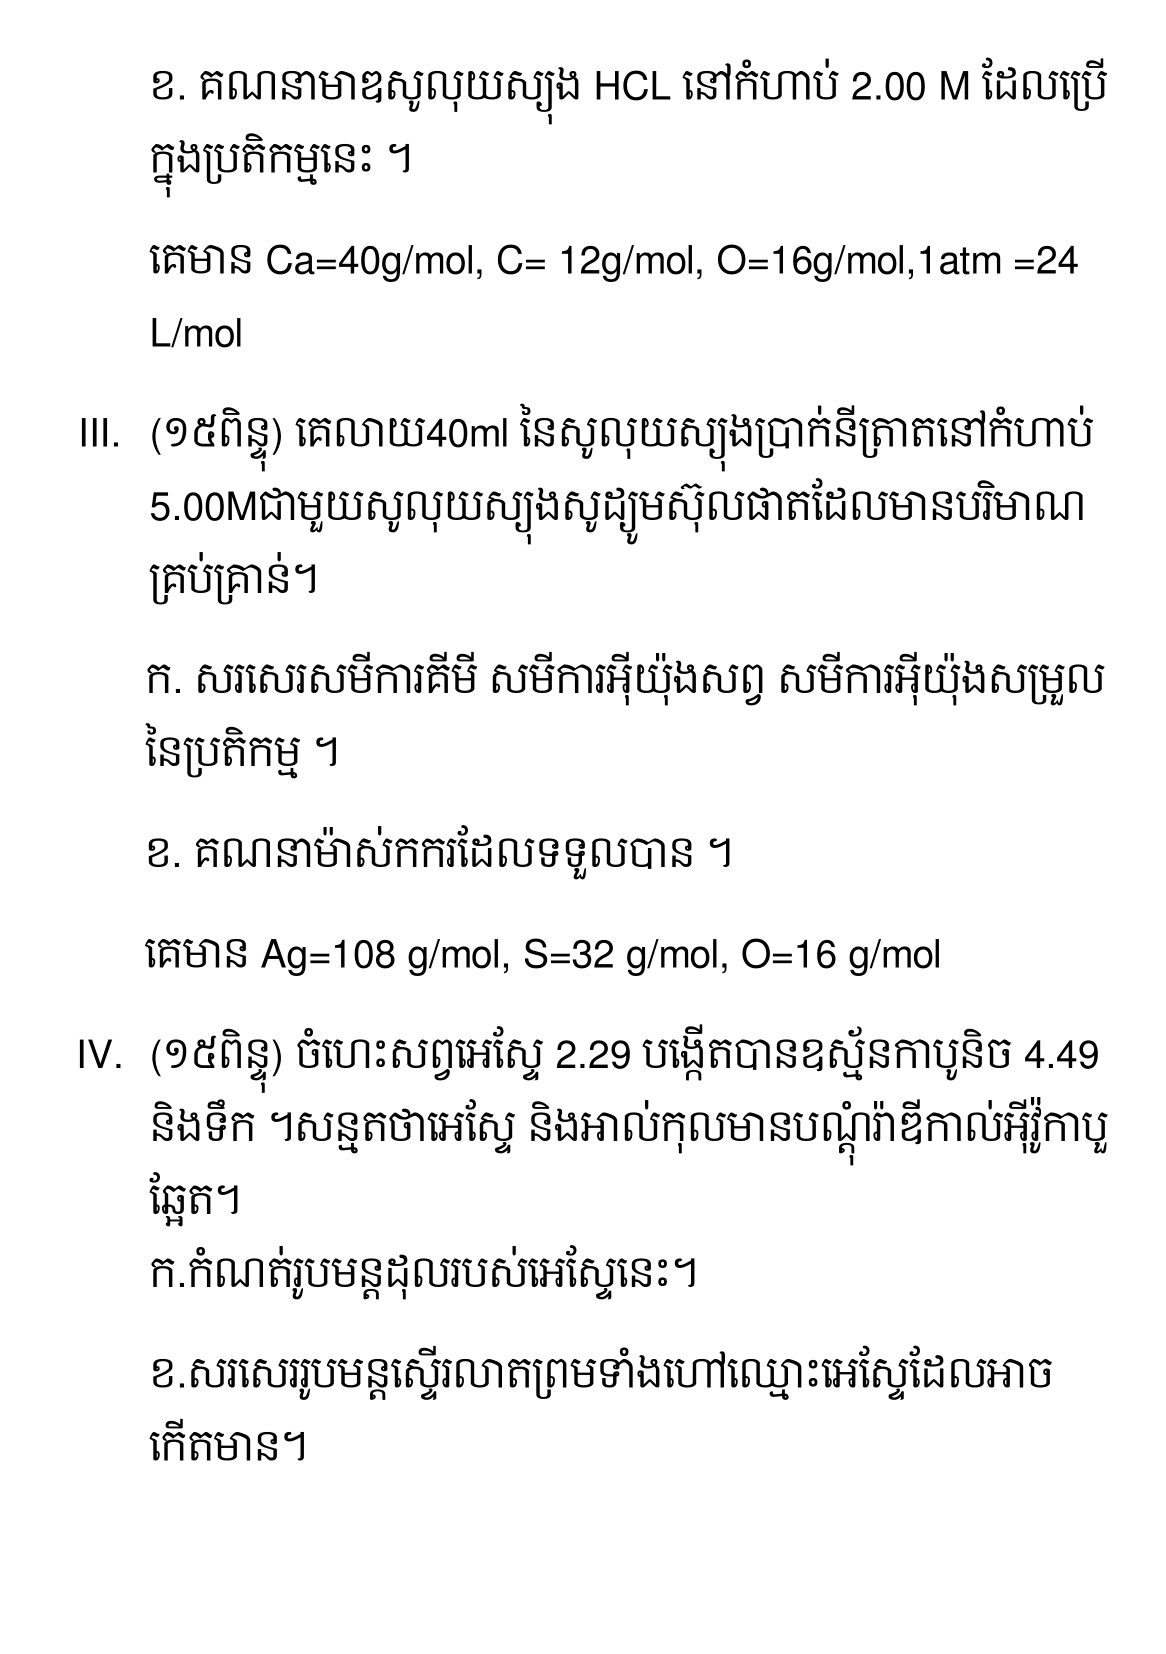 ខ. គណនាមាឌសូលុយស្យុង HCL នៅកំហាប់ 2.00 M ដែលប្រើ
ក្នុងប្រតិកម្មនេះ ។
គេមាន Ca=40g/mol, C= 12g/mol, O=16g/mol,1atm =24
L/mol
III. (១៥ពិន្ទុ) គេលាយ40ml នៃសូលុយស្យុងប្រាក់នីត្រាតនៅកំហាប់
5.00Mជាមួយសូលុយស្យុងសូដ្យូមស៊ុលផាតដែលមានបរិមាណ
គ្រប់គ្រាន់។
ក. សរសេរសមីការគីមី សមីការអ៊ីយ៉ុងសព្វ សមីការអ៊ីយ៉ុងសម្រួល
នៃប្រតិកម្ម ។
ខ. គណនាម៉ាស់កករដែលទទួលបាន ។
គេមាន Ag=108 g/mol, S=32 g/mol, O=16 g/mol
IV. (១៥ពិន្ទុ) ចំហេះសព្វអេស្ទែ 2.29 បង្កើតបានឧស្ម័នកាបូនិច 4.49
និងទឹក ។សន្មតថាអេស្ទែ និងអាល់កុលមានបណ្តុំរ៉ាឌីកាល់អ៊ីវ៉ូកាបួ
ឆ្អែត។
ក.កំណត់រូបមន្តដុលរបស់អេស្ទែនេះ។
ខ.សរសេររូបមន្តស្ទើរលាតព្រមទាំងហៅឈ្មោះអេស្ទែដែលអាច
កើតមាន។